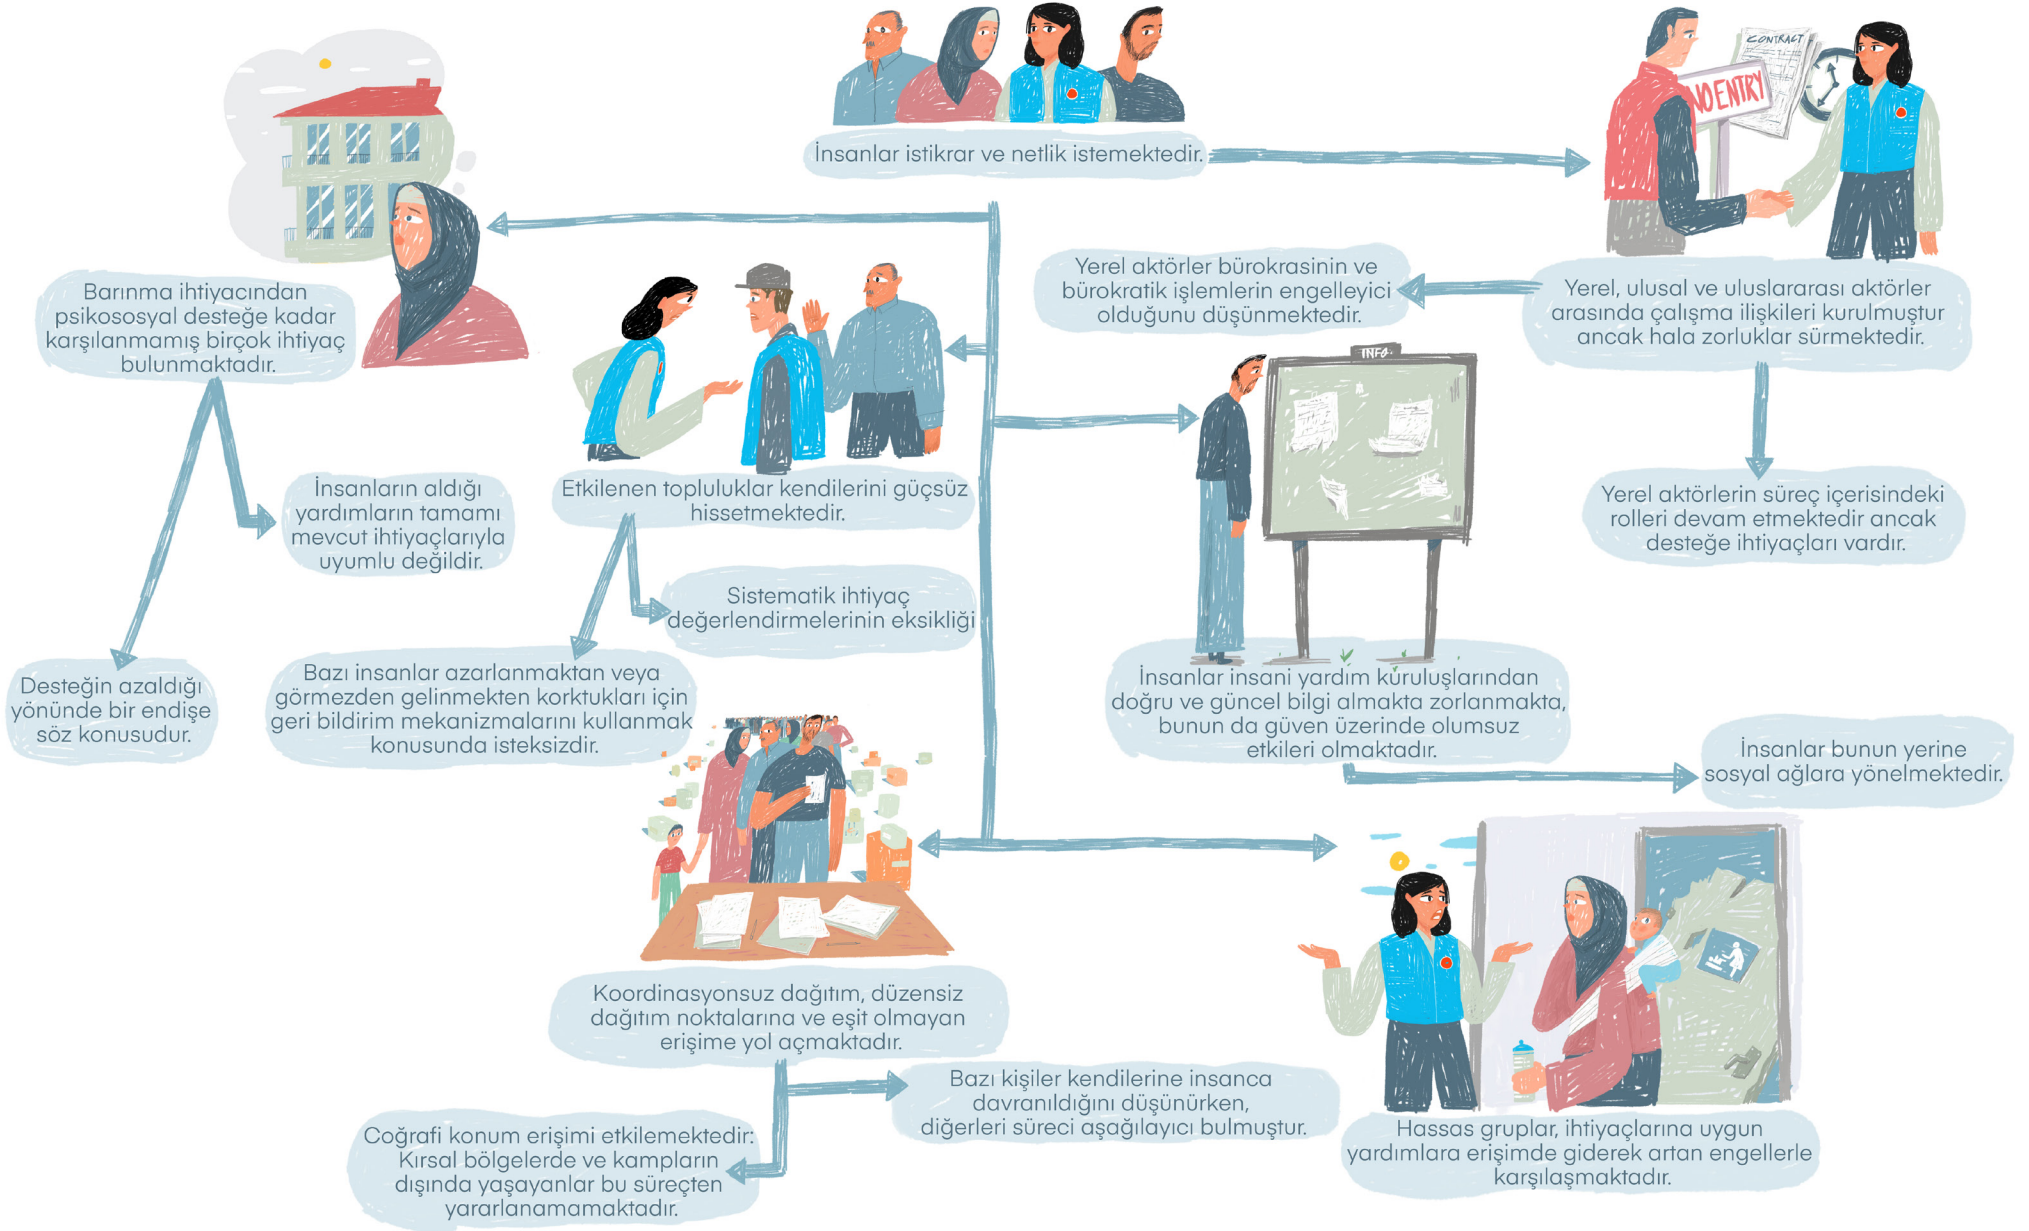 İnsanlar istikrar ve netlik istemektedir.
CONTRACT
NO ENTRY
Yerel, ulusal ve uluslararası aktörler
arasında çalışma ilişkileri kurulmuştur
ancak hala zorluklar sürmektedir.
Yerel aktörler bürokrasinin ve
bürokratik işlemlerin engelleyici
olduğunu düşünmektedir.
Yerel aktörlerin süreç içerisindeki
rolleri devam etmektedir ancak
desteğe ihtiyaçları vardır.
Barınma ihtiyacından
psikososyal desteğe kadar
karşılanmamış birçok ihtiyaç
bulunmaktadır.
İnsanların aldığı
yardımların tamamı
mevcut ihtiyaçlarıyla
uyumlu değildir.
Desteğin azaldığı
yönünde bir endişe
söz konusudur.
Etkilenen topluluklar kendilerini güçsüz
hissetmektedir.
Sistematik ihtiyaç
değerlendirmelerinin eksikliği
Bazı insanlar azarlanmaktan veya
görmezden gelinmekten korktukları için
geri bildirim mekanizmalarını kullanmak
konusunda isteksizdir.
INFO
İnsanlar insani yardım kuruluşlarından
doğru ve güncel bilgi almakta zorlanmakta,
bunun da güven üzerinde olumsuz
etkileri olmaktadır.
İnsanlar bunun yerine
sosyal ağlara yönelmektedir.
Koordinasyonsuz dağıtım, düzensiz
dağıtım noktalarına ve eşit olmayan
erişime yol açmaktadır.
Bazı kişiler kendilerine insanca
davranıldığını düşünürken,
diğerleri süreci aşağılayıcı bulmuştur.
Coğrafi konum erişimi etkilemektedir:
Kırsal bölgelerde ve kampların
dışında yaşayanlar bu süreçten
yararlanamamaktadır.
Hassas gruplar, ihtiyaçlarına uygun
yardımlara erişimde giderek artan engellerle
karşılaşmaktadır.